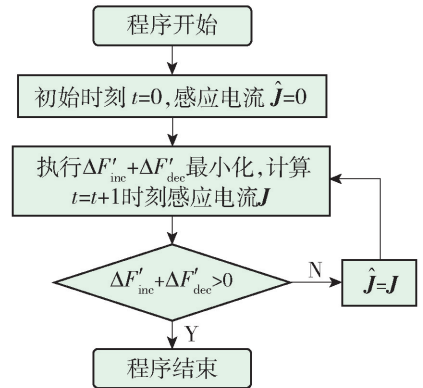 程序开始
初始时刻 t=0,感应电流 Ĵ=0
执行ΔF′inc+ΔF′dec最小化,计算
t=t+1时刻感应电流J
ΔF′inc+ΔF′dec>0
N
Ĵ=J
Y
程序结束